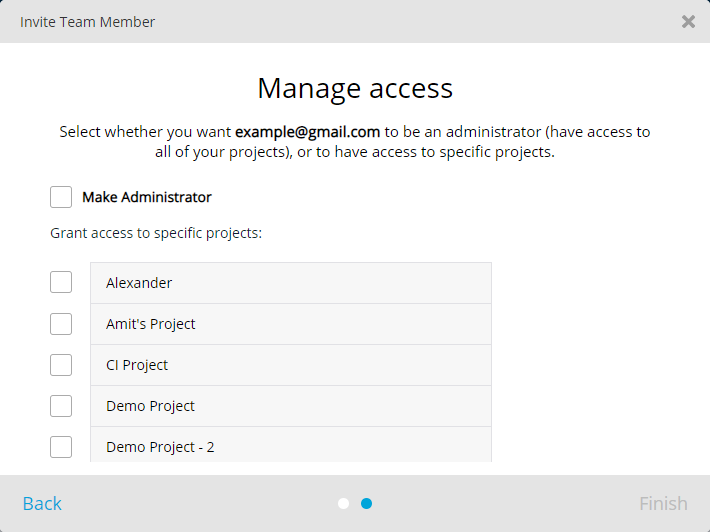 Invite Team Member
Manage access
Select whether you want example@gmail.com to be an administrator (have access to
all of your projects), or to have access to specific projects.
Make Administrator
Grant access to specific projects:
Alexander
Amit's Project
CI Project
Demo Project
Demo Project - 2
Back
Finish